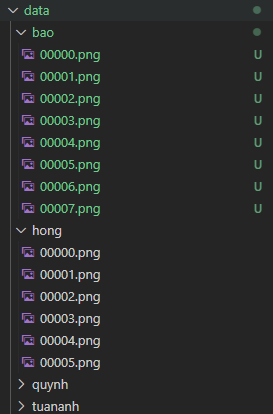 data
bao
00000.png U
00001.png U
00002.png U
00003.png U
00004.png U
00005.png U
00006.png U
00007.png U
hong
00000.png
00001.png
00002.png
00003.png
00004.png
00005.png
quynh
tuananh